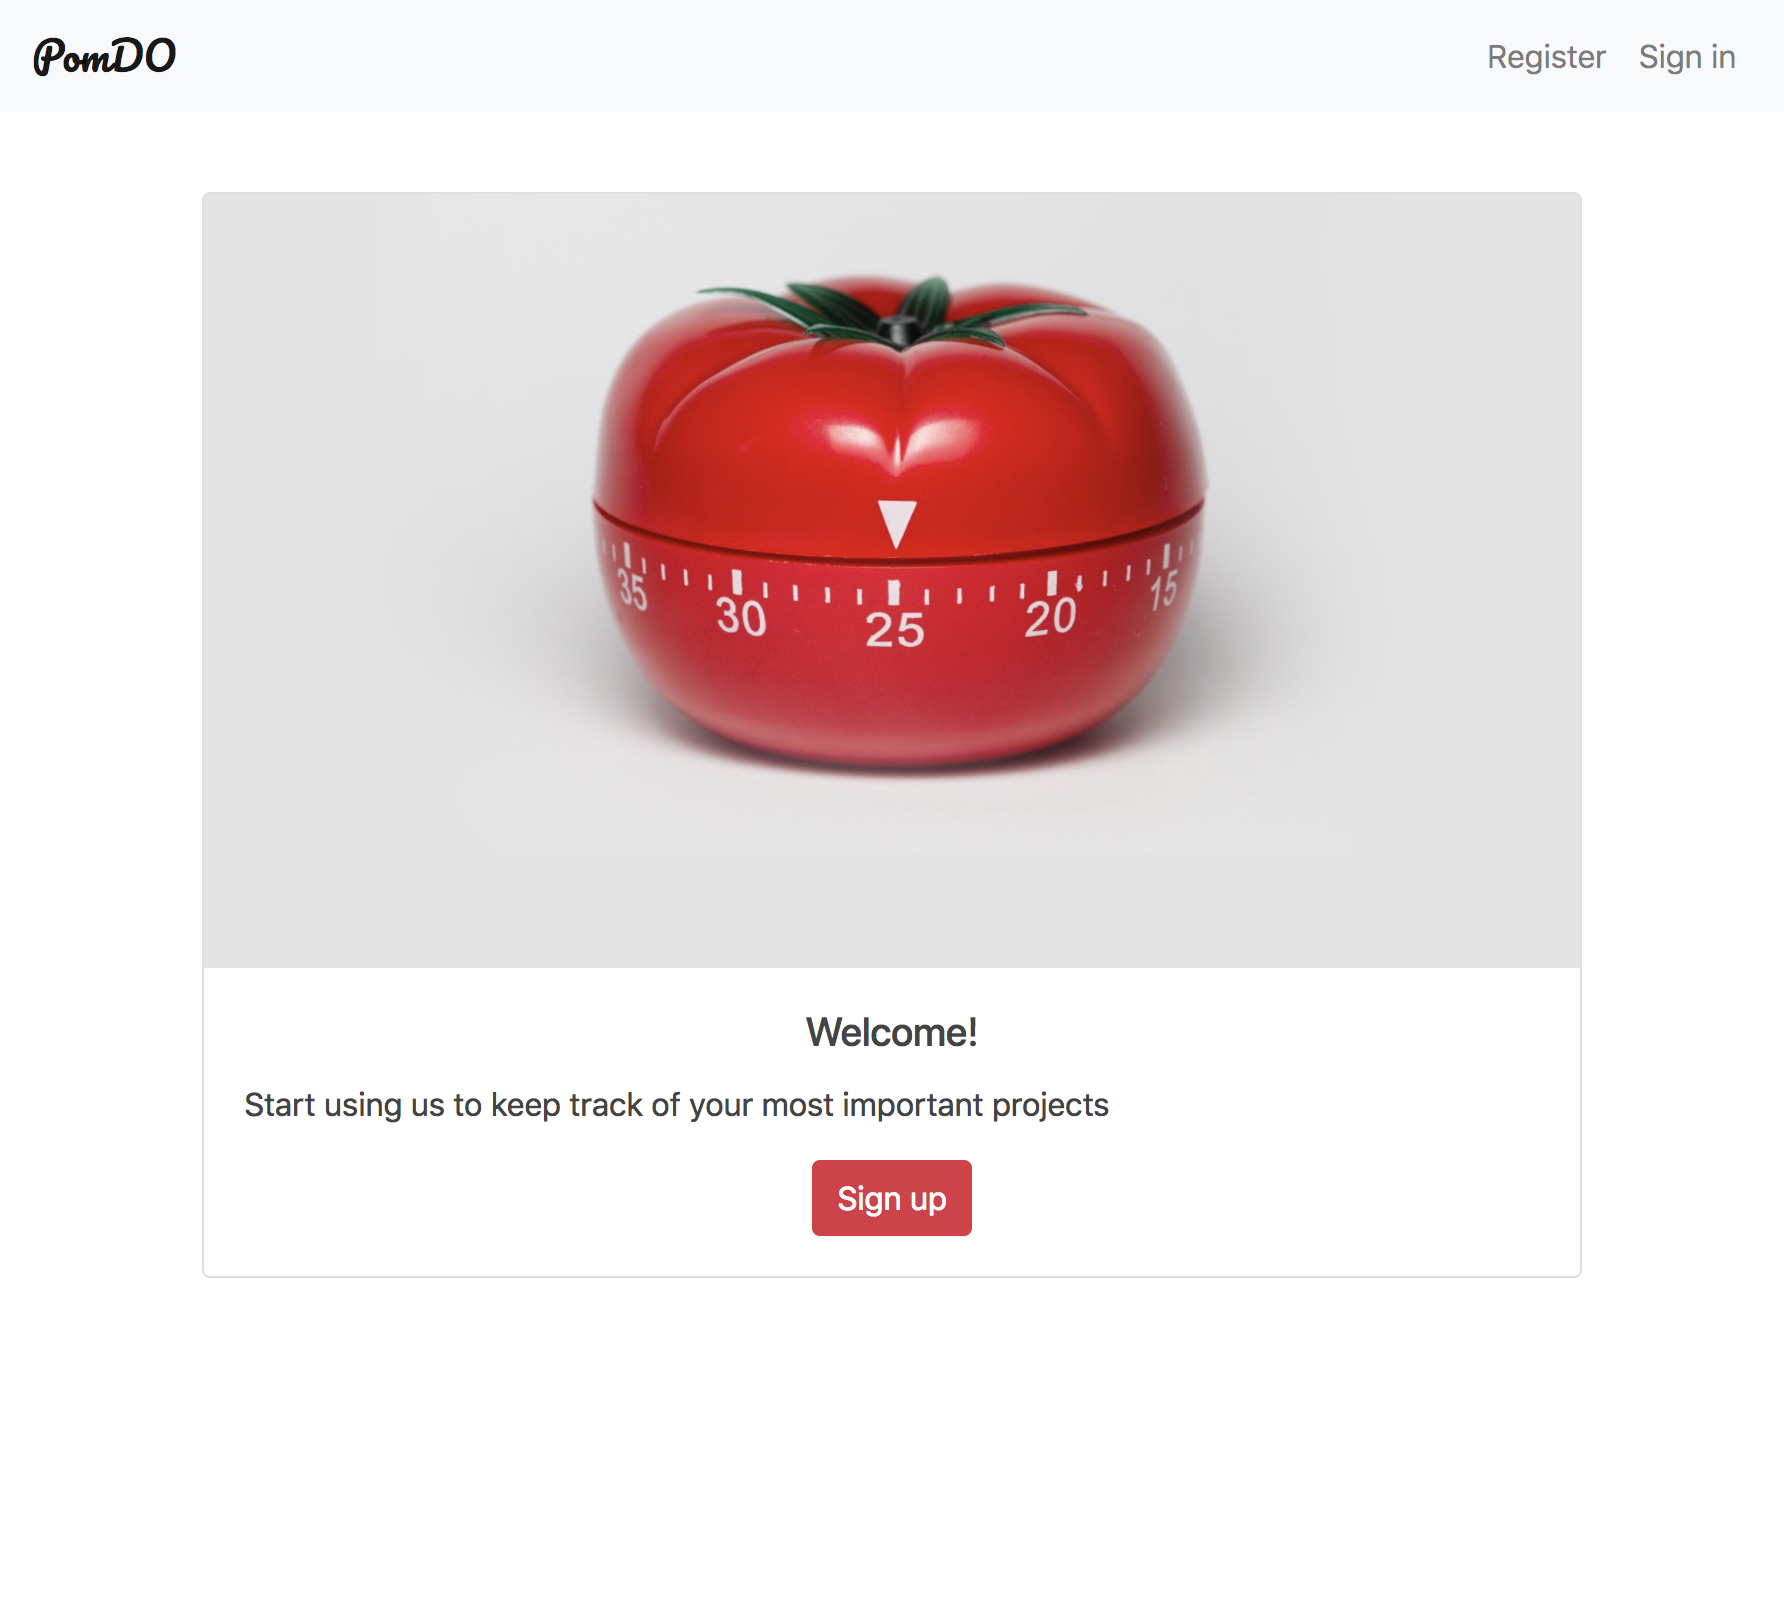 PomDO
Register Sign in
35 30 25 20 15
Welcome!
Start using us to keep track of your most important projects
Sign up